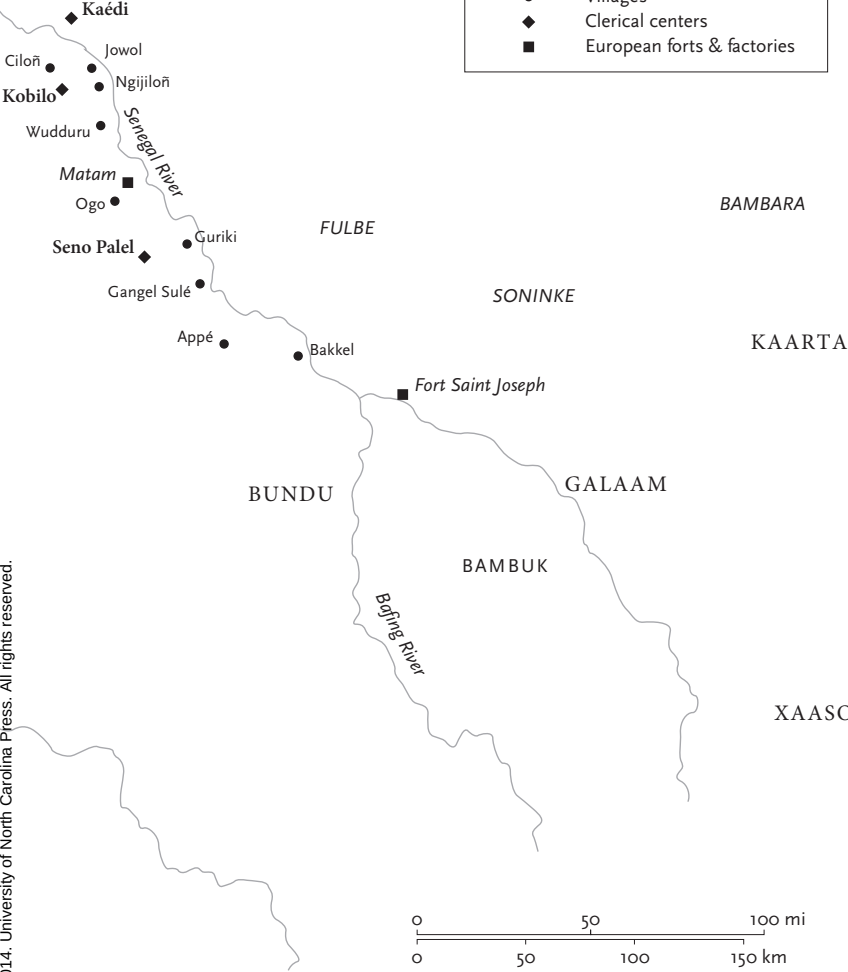 Villages
Clerical centers
European forts & factories
Kaédi
Jowol
Ciloñ
Ngijiloñ
Kobilo
Wudduru
Senegal River
Matam
Ogo
FULBE
BAMBARA
Guriki
Seno Palel
Gangel Sulé
SONINKE
Appé
Bakkel
KAARTA
Fort Saint Joseph
BUNDU
GALAAM
BAMBUK
Bafing River
XAASO
014. University of North Carolina Press. All rights reserved.
0 50 100 mi
0 50 100 150 km